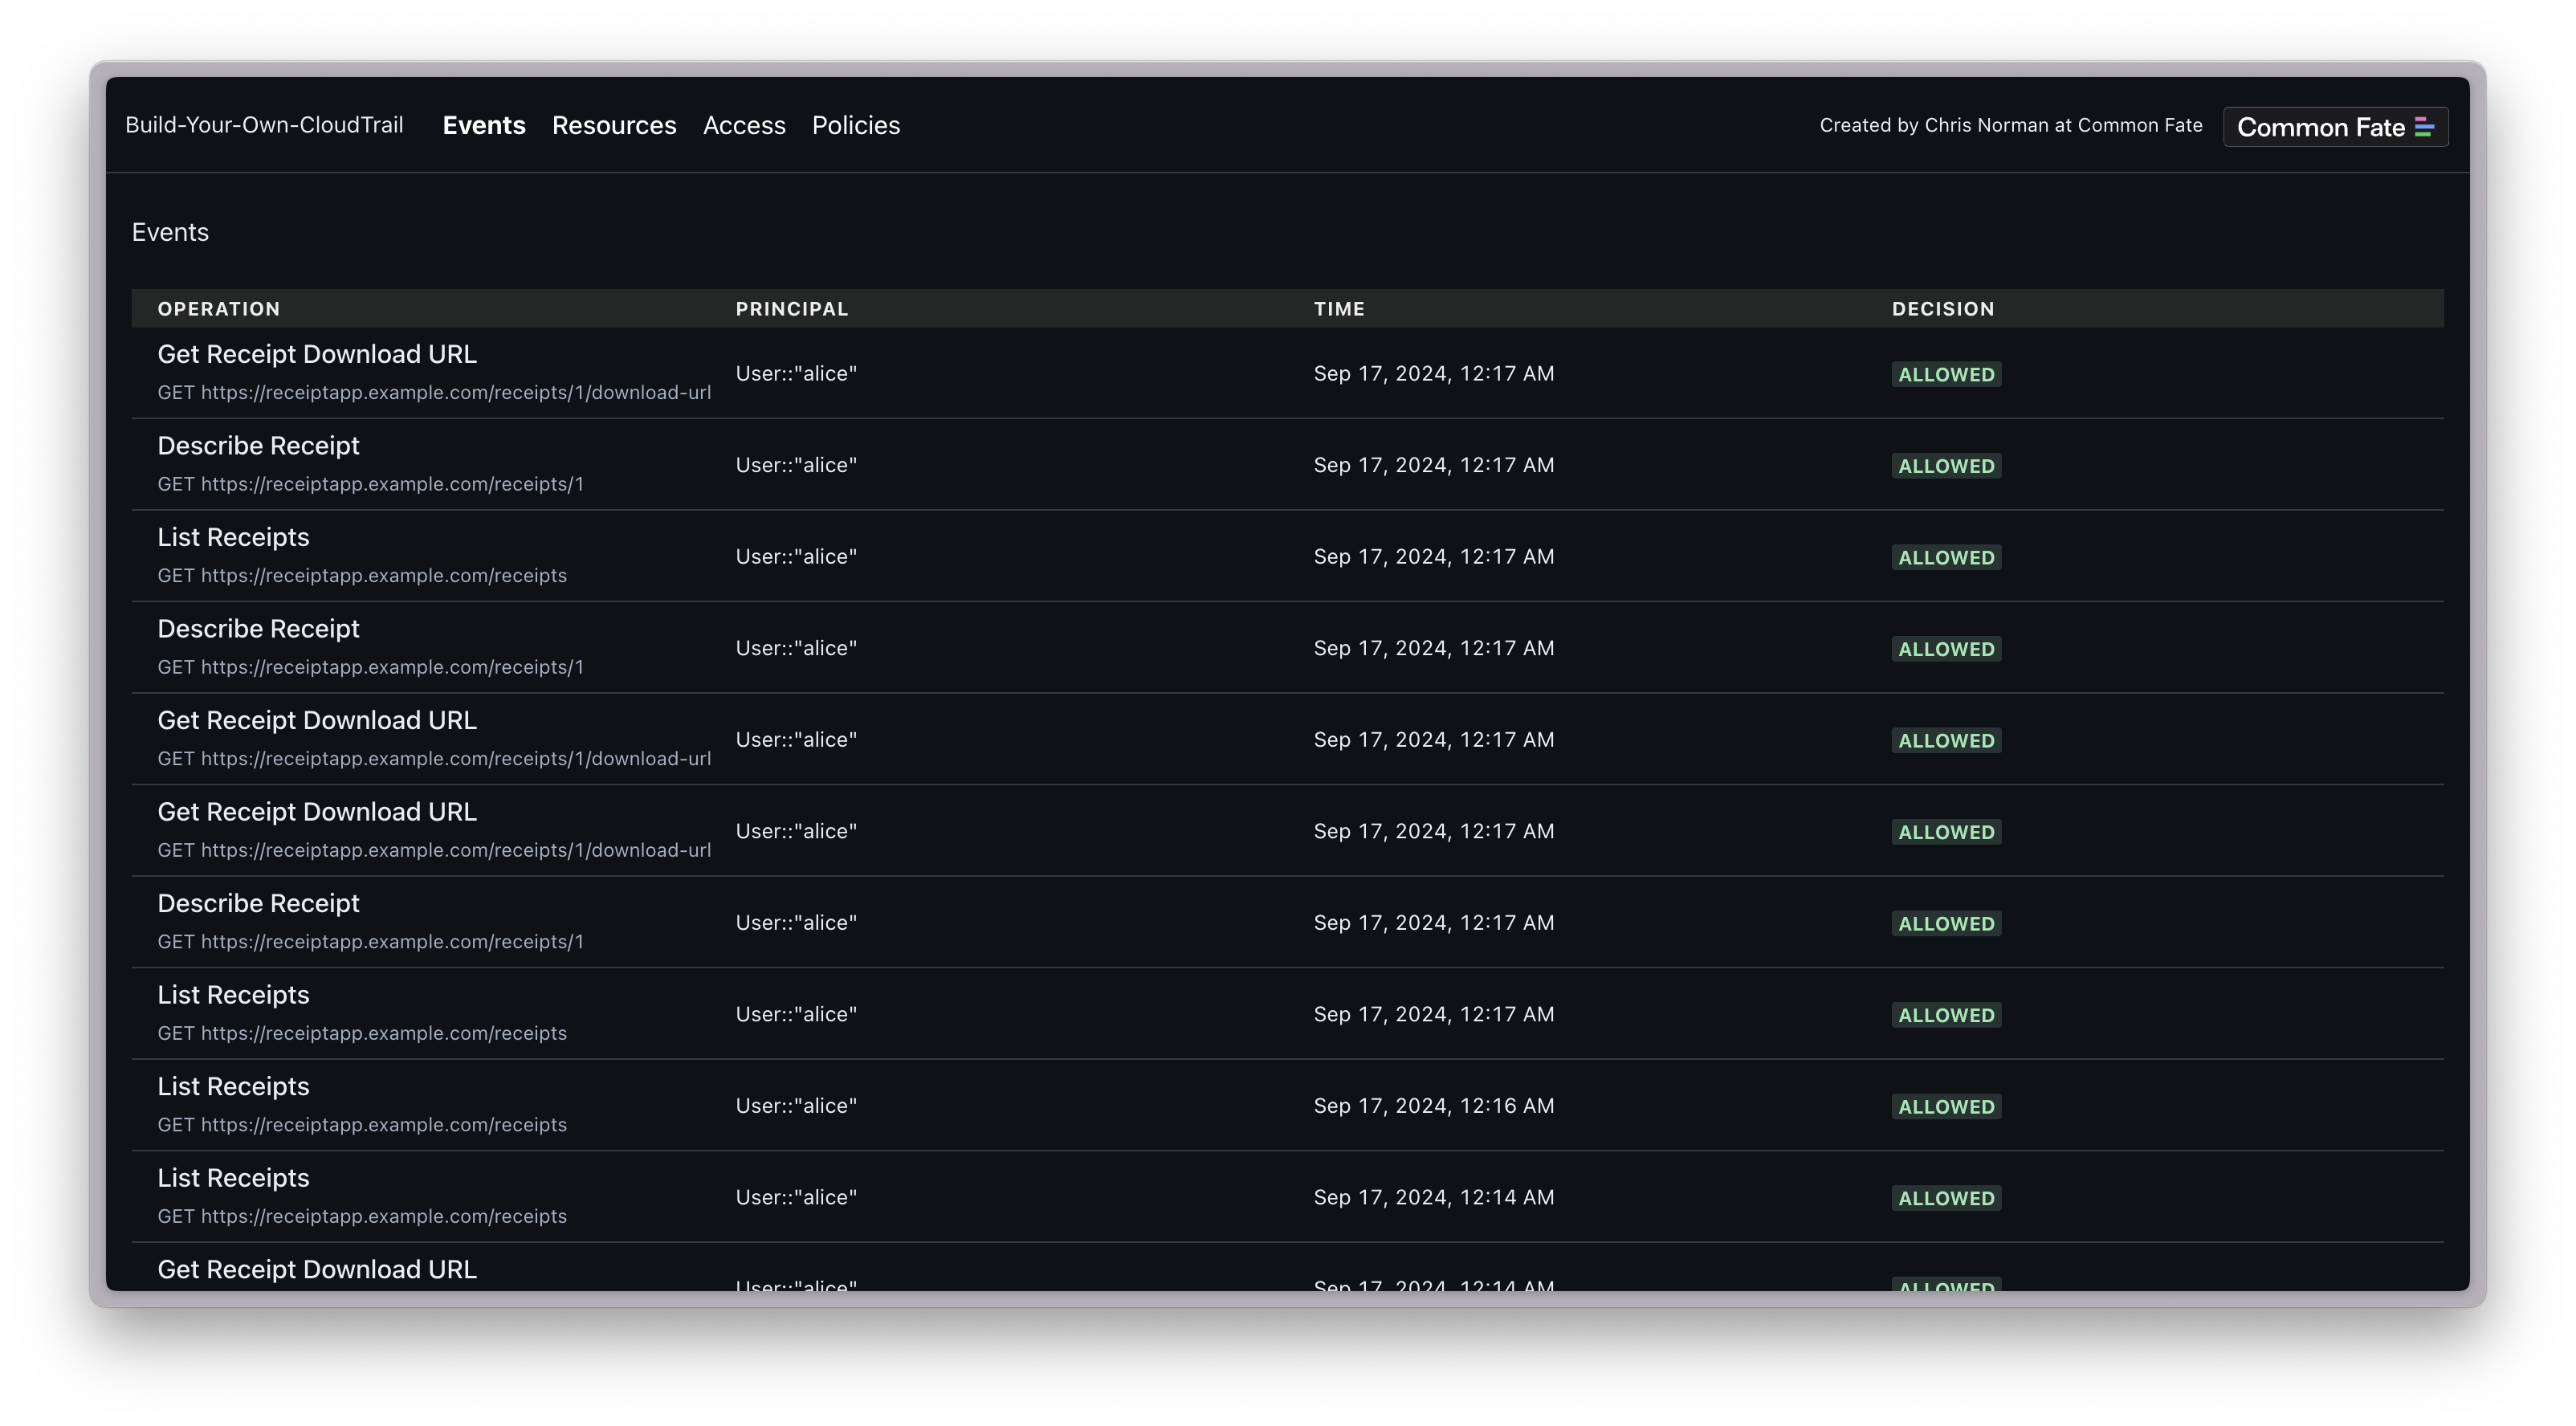 Build-Your-Own-CloudTrail Events Resources Access Policies Created by Chris Norman at Common Fate Common Fate
Events
OPERATION PRINCIPAL TIME DECISION
Get Receipt Download URL
GET https://receiptapp.example.com/receipts/1/download-url User::"alice" Sep 17, 2024, 12:17 AM ALLOWED
Describe Receipt
GET https://receiptapp.example.com/receipts/1 User::"alice" Sep 17, 2024, 12:17 AM ALLOWED
List Receipts
GET https://receiptapp.example.com/receipts User::"alice" Sep 17, 2024, 12:17 AM ALLOWED
Describe Receipt
GET https://receiptapp.example.com/receipts/1 User::"alice" Sep 17, 2024, 12:17 AM ALLOWED
Get Receipt Download URL
GET https://receiptapp.example.com/receipts/1/download-url User::"alice" Sep 17, 2024, 12:17 AM ALLOWED
Get Receipt Download URL
GET https://receiptapp.example.com/receipts/1/download-url User::"alice" Sep 17, 2024, 12:17 AM ALLOWED
Describe Receipt
GET https://receiptapp.example.com/receipts/1 User::"alice" Sep 17, 2024, 12:17 AM ALLOWED
List Receipts
GET https://receiptapp.example.com/receipts User::"alice" Sep 17, 2024, 12:17 AM ALLOWED
List Receipts
GET https://receiptapp.example.com/receipts User::"alice" Sep 17, 2024, 12:16 AM ALLOWED
List Receipts
GET https://receiptapp.example.com/receipts User::"alice" Sep 17, 2024, 12:14 AM ALLOWED
Get Receipt Download URL
User::"alice" Sep 17, 2024, 12:14 AM ALLOWED